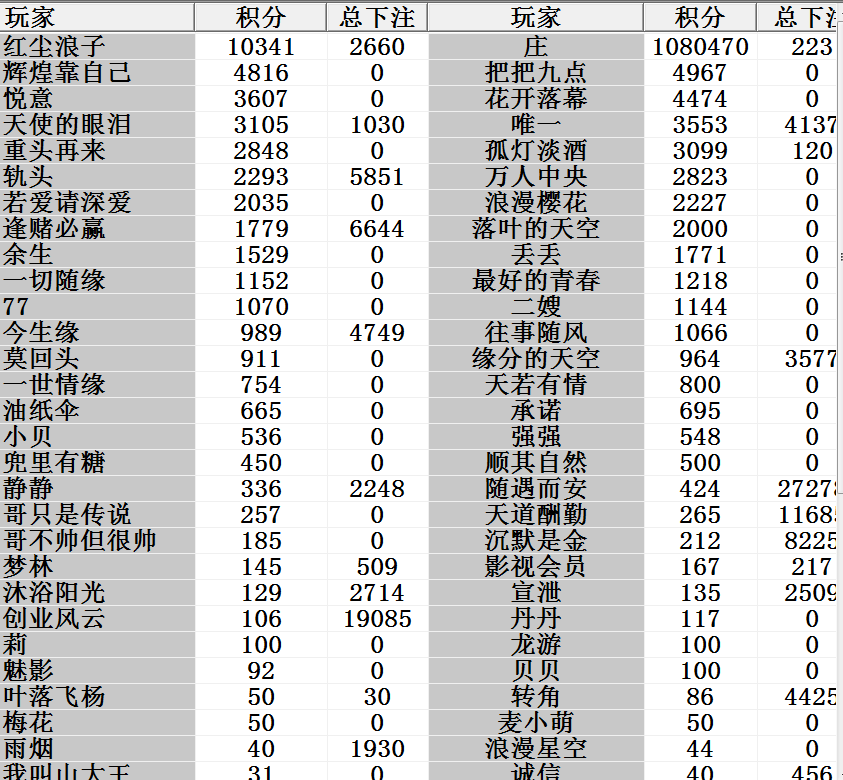 玩家 积分 总下注 玩家 积分 总下注
红尘浪子 10341 2660 庄 1080470 223
辉煌靠自己 4816 0 把把九点 4967 0
悦意 3607 0 花开落幕 4474 0
天使的眼泪 3105 1030 唯一 3553 4137
重头再来 2848 0 孤灯淡酒 3099 120
轨头 2293 5851 万人中央 2823 0
若爱请深爱 2035 0 浪漫樱花 2227 0
逢赌必赢 1779 6644 落叶的天空 2000 0
余生 1529 0 丢丢 1771 0
一切随缘 1152 0 最好的青春 1218 0
77 1070 0 二嫂 1144 0
今生缘 989 4749 往事随风 1066 0
莫回头 911 0 缘分的天空 964 3577
一世情缘 754 0 天若有情 800 0
油纸伞 665 0 承诺 695 0
小贝 536 0 强强 548 0
兜里有糖 450 0 顺其自然 500 0
静静 336 2248 随遇而安 424 27278
哥只是传说 257 0 天道酬勤 265 11685
哥不帅但很帅 185 0 沉默是金 212 8225
梦林 145 509 影视会员 167 217
沐浴阳光 129 2714 宣泄 135 2509
创业风云 106 19085 丹丹 117 0
莉 100 0 龙游 100 0
魅影 92 0 贝贝 100 0
叶落飞杨 50 30 转角 86 4425
梅花 50 0 麦小萌 50 0
雨烟 40 1930 浪漫星空 44 0
我叫山大王 31 0 诚信 40 456